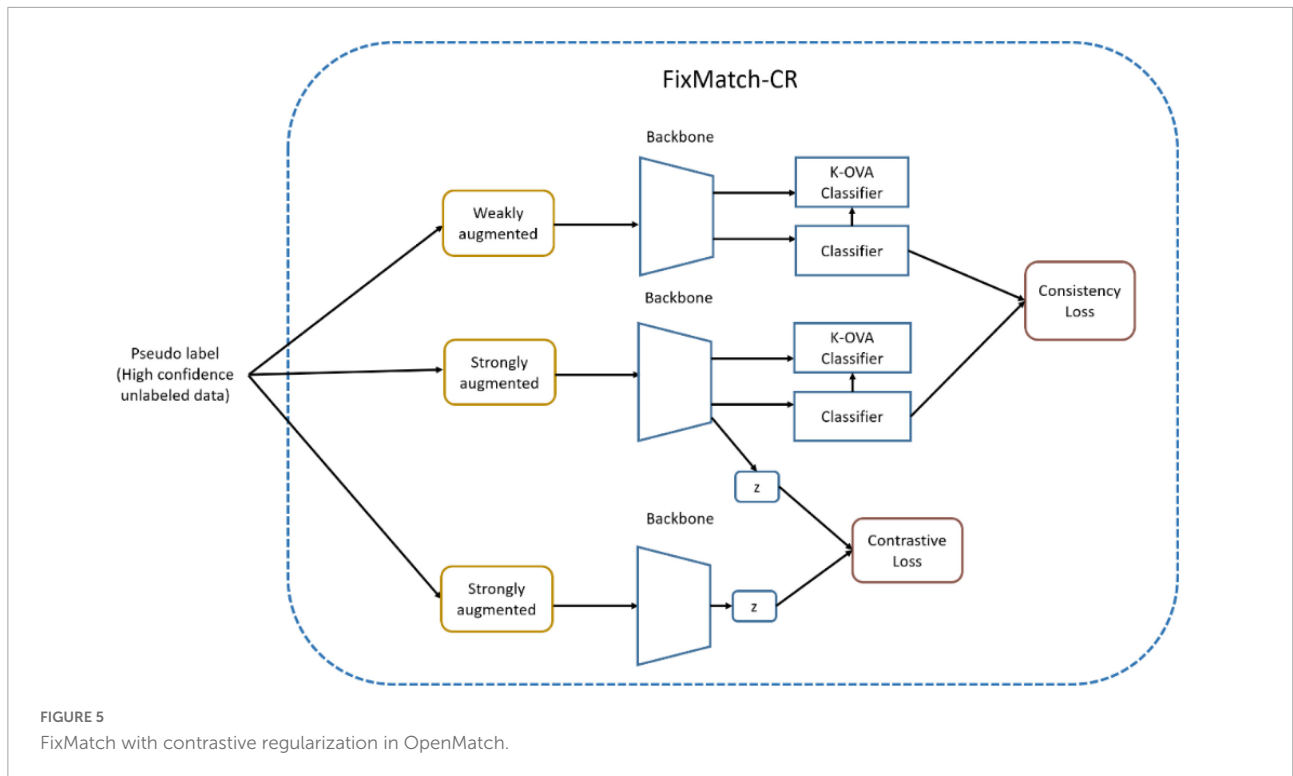 FixMatch-CR
Backbone
Weakly
augmented
K-OVA
Classifier
Classifier
Backbone
Consistency
Loss
Pseudo label
(High confidence
unlabeled data)
Strongly
augmented
K-OVA
Classifier
Classifier
z
Backbone
Contrastive
Loss
Strongly
augmented
z
FIGURE 5
FixMatch with contrastive regularization in OpenMatch.